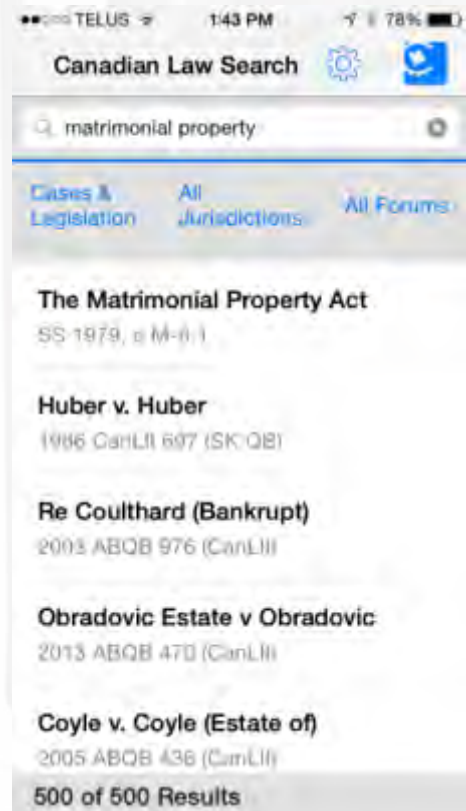 TELUS 1:43 PM 78%
Canadian Law Search
matrimonial property
Cases & Legislation
All Jurisdictions
All Forums
The Matrimonial Property Act
SS 1979, c M-6.1
Huber v. Huber
1986 CanLII 697 (SK QB)
Re Coulthard (Bankrupt)
2003 ABQB 976 (CanLII)
Obradovic Estate v Obradovic
2013 ABQB 470 (CanLII)
Coyle v. Coyle (Estate of)
2005 ABQB 436 (CanLII)
500 of 500 Results